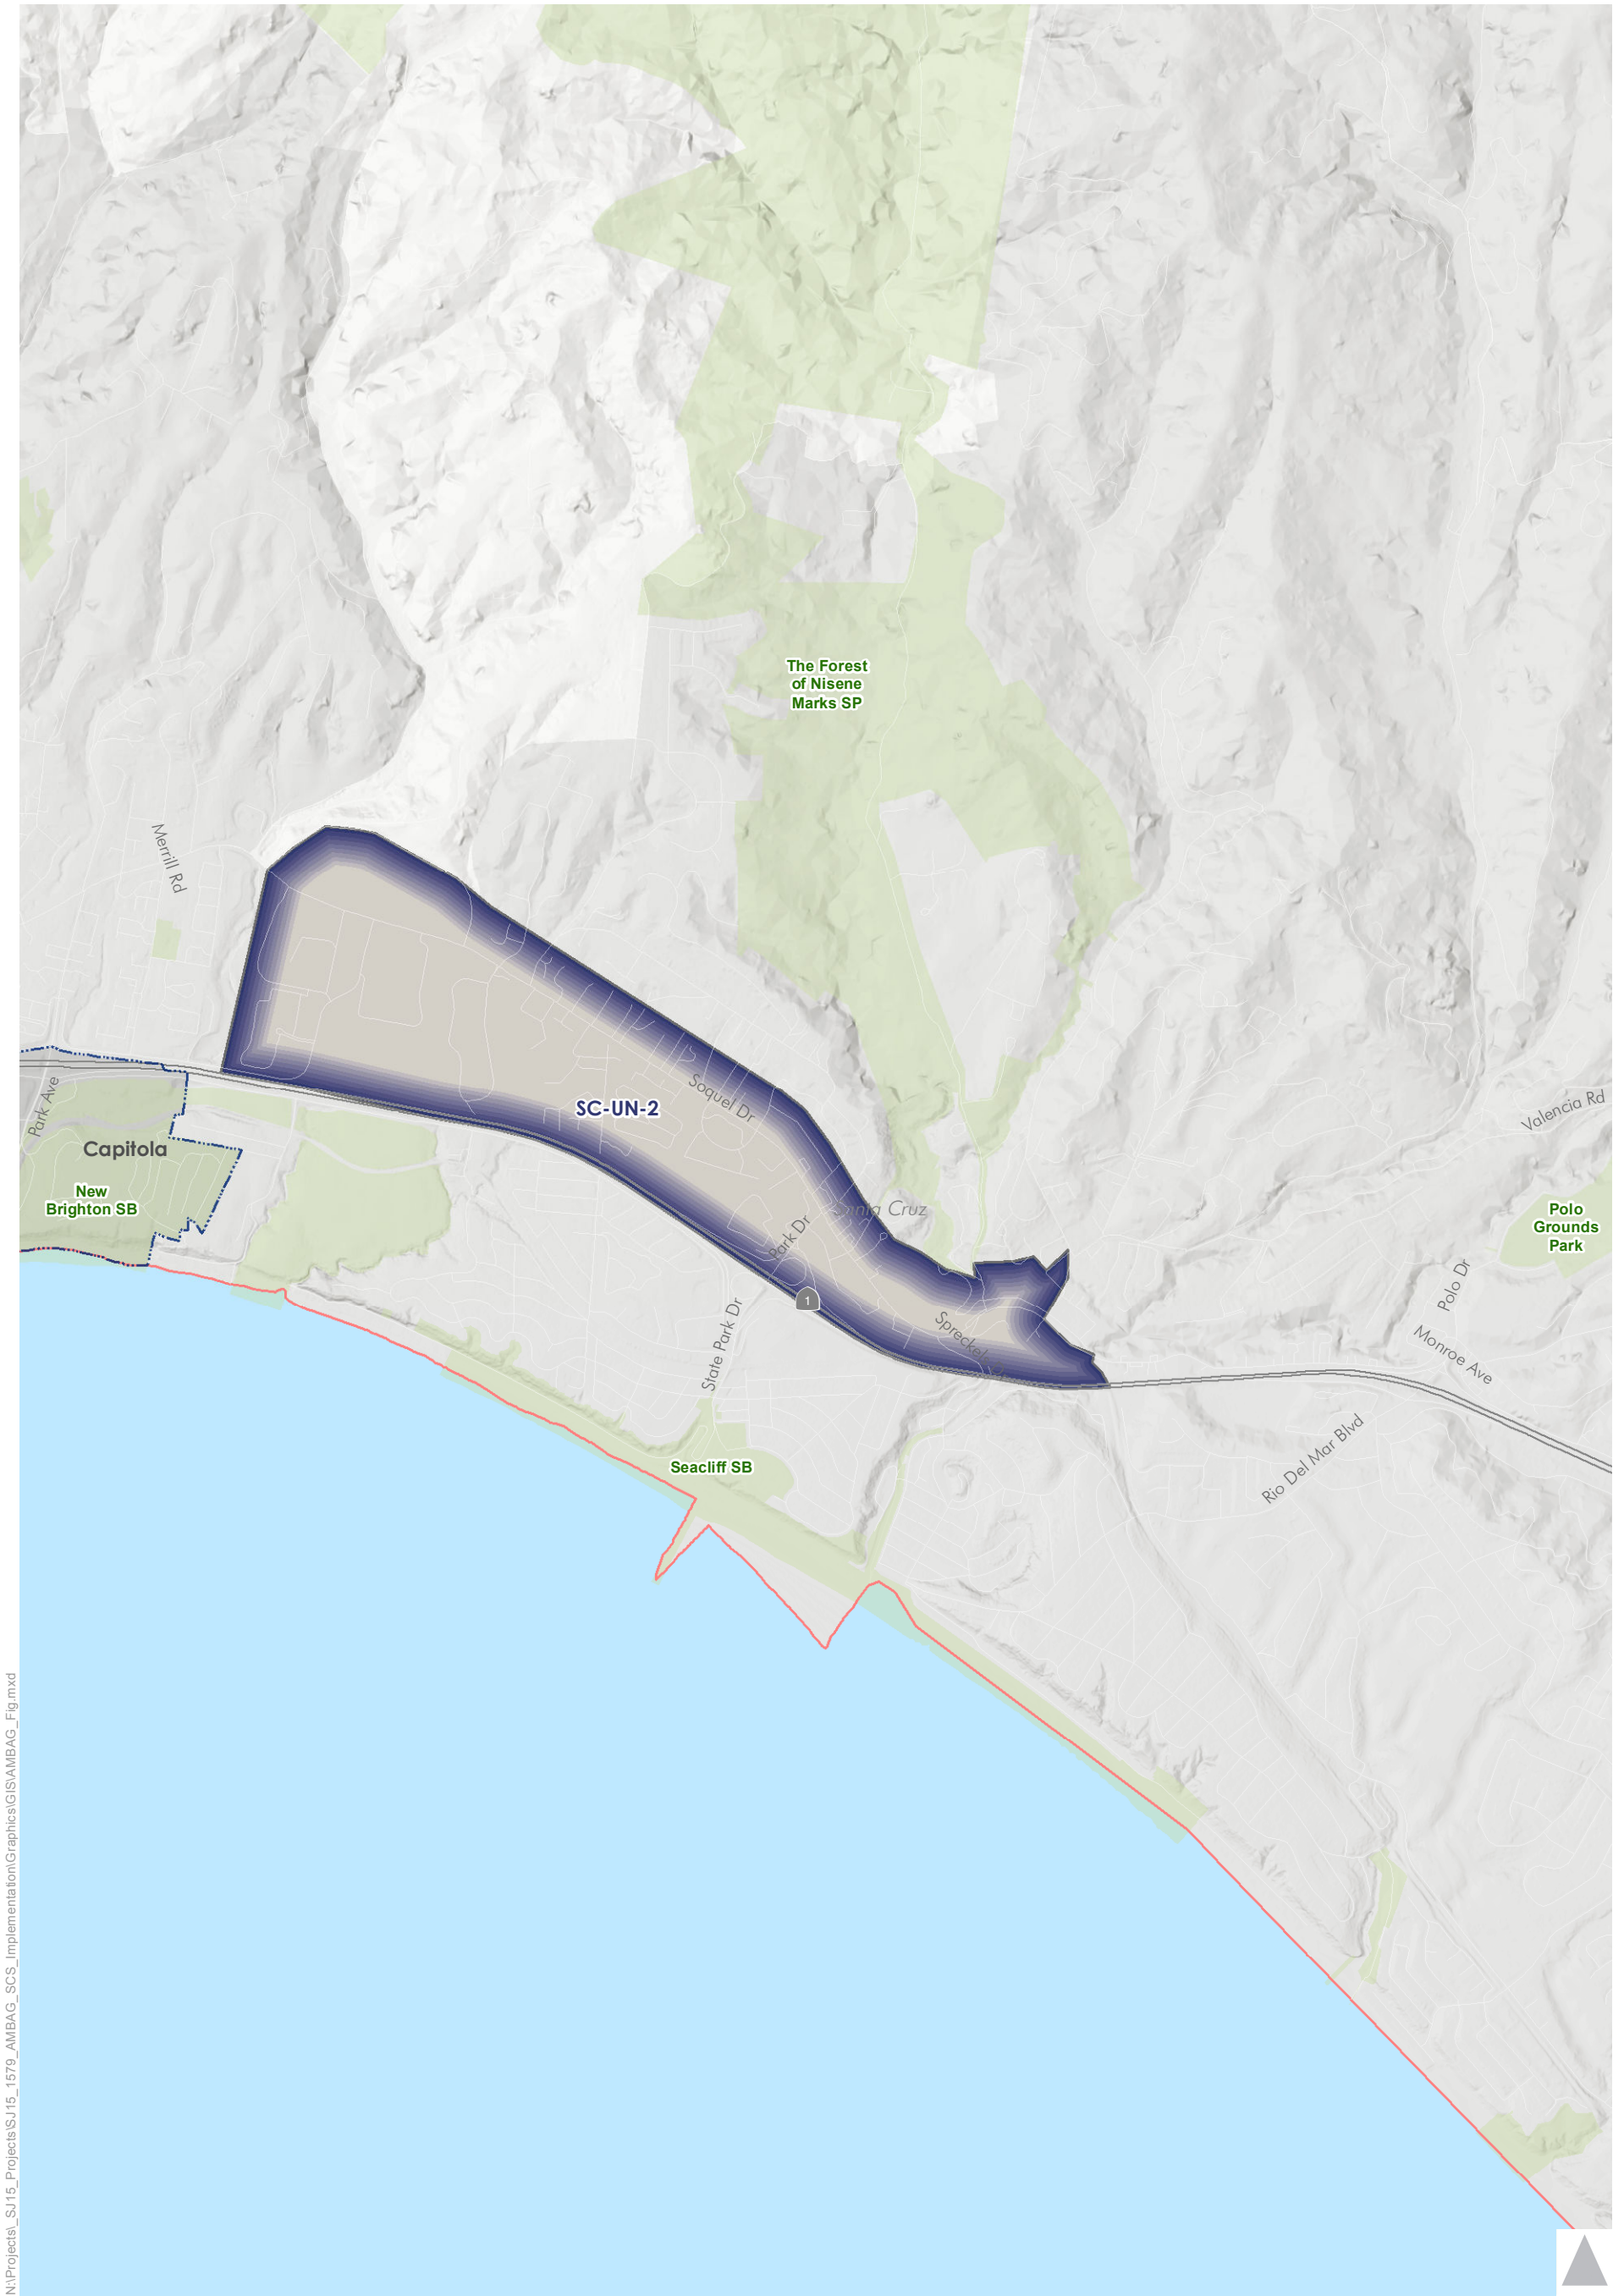 The Forest
of Nisene
Marks SP
Merrill Rd
Soquel Dr
SC-UN-2
Park Ave
Capitola
New
Brighton SB
Valencia Rd
Santa Cruz
Park Dr
Polo
Grounds
Park
Polo Dr
1
State Park Dr
Spreckels
Monroe Ave
Rio Del Mar Blvd
Seacliff SB
N:\Projects\_SJ15_Projects\SJ15_1579_AMBAG_SCS_Implementation\Graphics\GIS\AMBAG_Fig.mxd